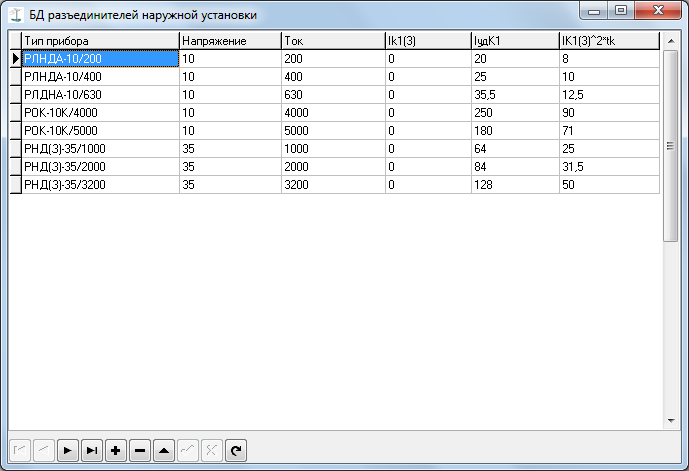 БД разъединителей наружной установки
Тип прибора Напряжение Ток Ik1(3) IудК1 IK1(3)^2*tk
РЛНДА-10/200 10 200 0 20 8
РЛНДА-10/400 10 400 0 25 10
РЛДНА-10/630 10 630 0 35,5 12,5
РОК-10К/4000 10 4000 0 250 90
РОК-10К/5000 10 5000 0 180 71
РНД(З)-35/1000 35 1000 0 64 25
РНД(З)-35/2000 35 2000 0 84 31,5
РНД(З)-35/3200 35 3200 0 128 50